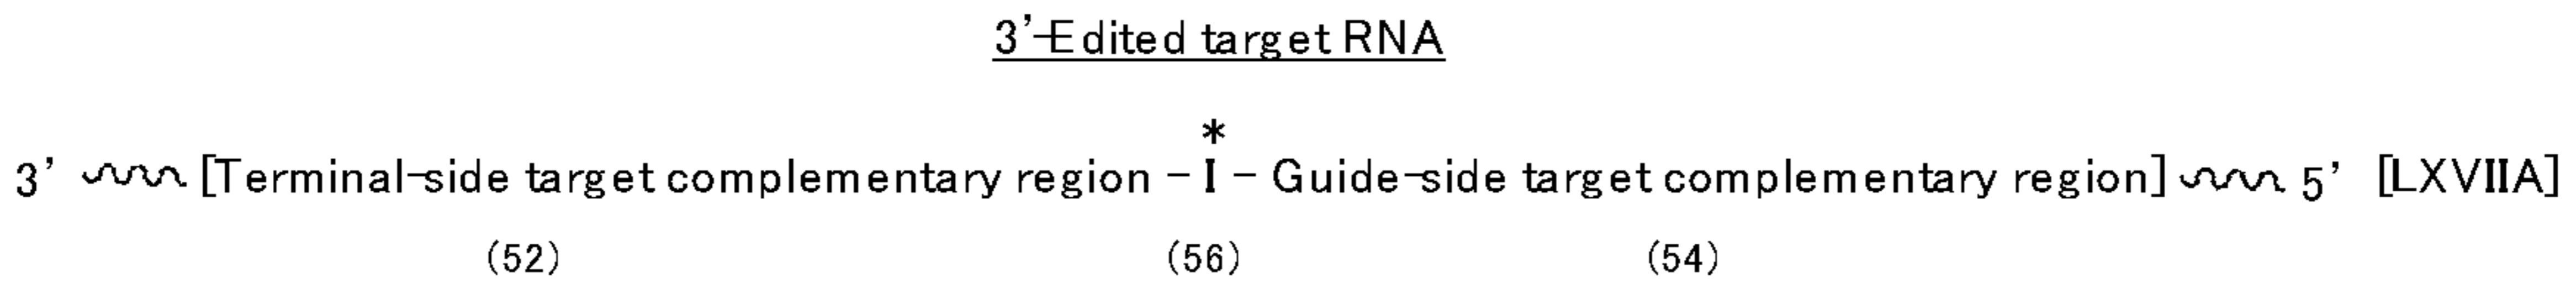 3'-Edited target RNA
*
3' [Terminal-side target complementary region - I - Guide-side target complementary region] 5' [LXVIIA]
(52) (56) (54)